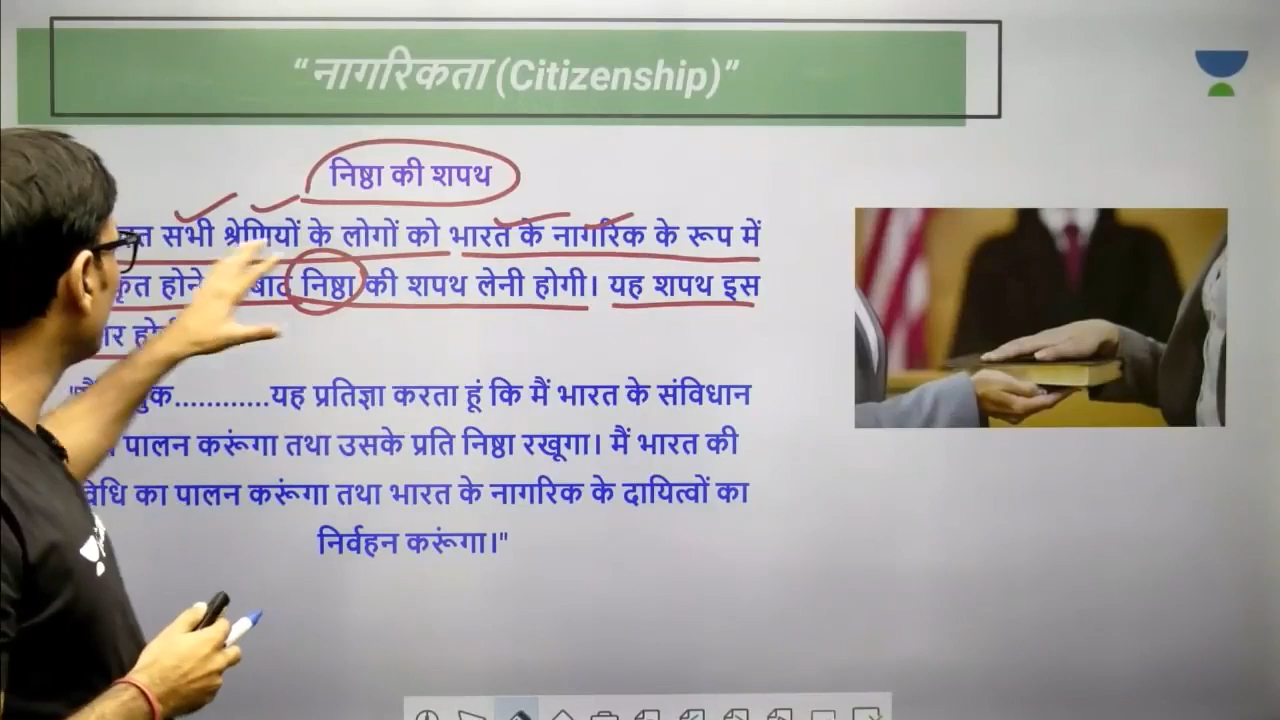 “नागरिकता (Citizenship)”
निष्ठा की शपथ
सभी श्रेणियों के लोगों को भारत के नागरिक के रूप में
होने बाद निष्ठा की शपथ लेनी होगी। यह शपथ इस
............यह प्रतिज्ञा करता हूं कि मैं भारत के संविधान
पालन करूंगा तथा उसके प्रति निष्ठा रखूगा। मैं भारत की
विधि का पालन करूंगा तथा भारत के नागरिक के दायित्वों का
निर्वहन करूंगा।"